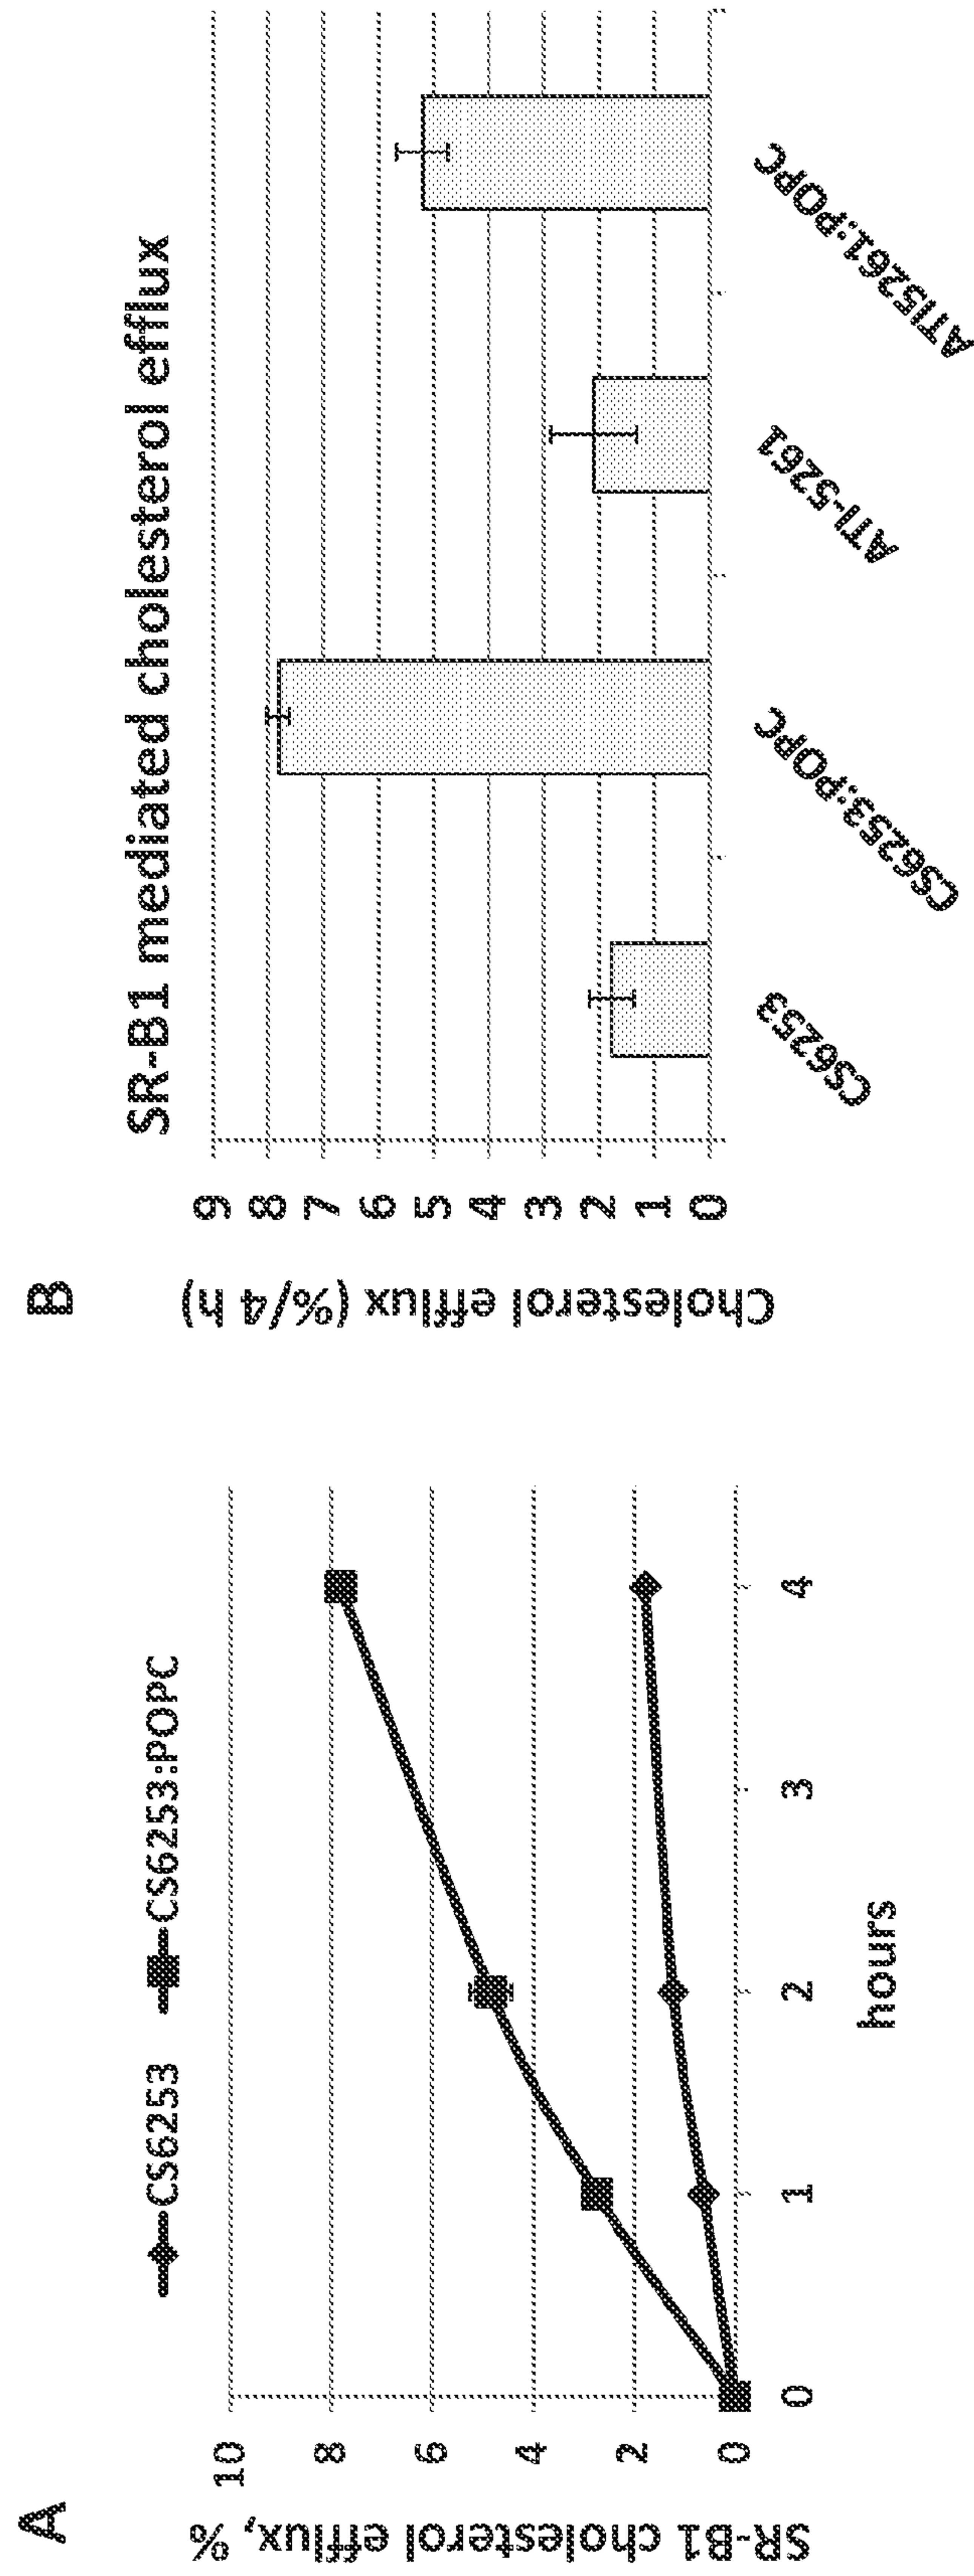 A
CS6253 CS6253:POPC
SR-B1 cholesterol efflux, %
10
8
6
4
2
0
0 1 2 3 4
hours
B
SR-B1 mediated cholesterol efflux
Cholesterol efflux (%/4 h)
9
8
7
6
5
4
3
2
1
0
CS6253
CS6253:POPC
ATI-5261
ATI5261:POPC